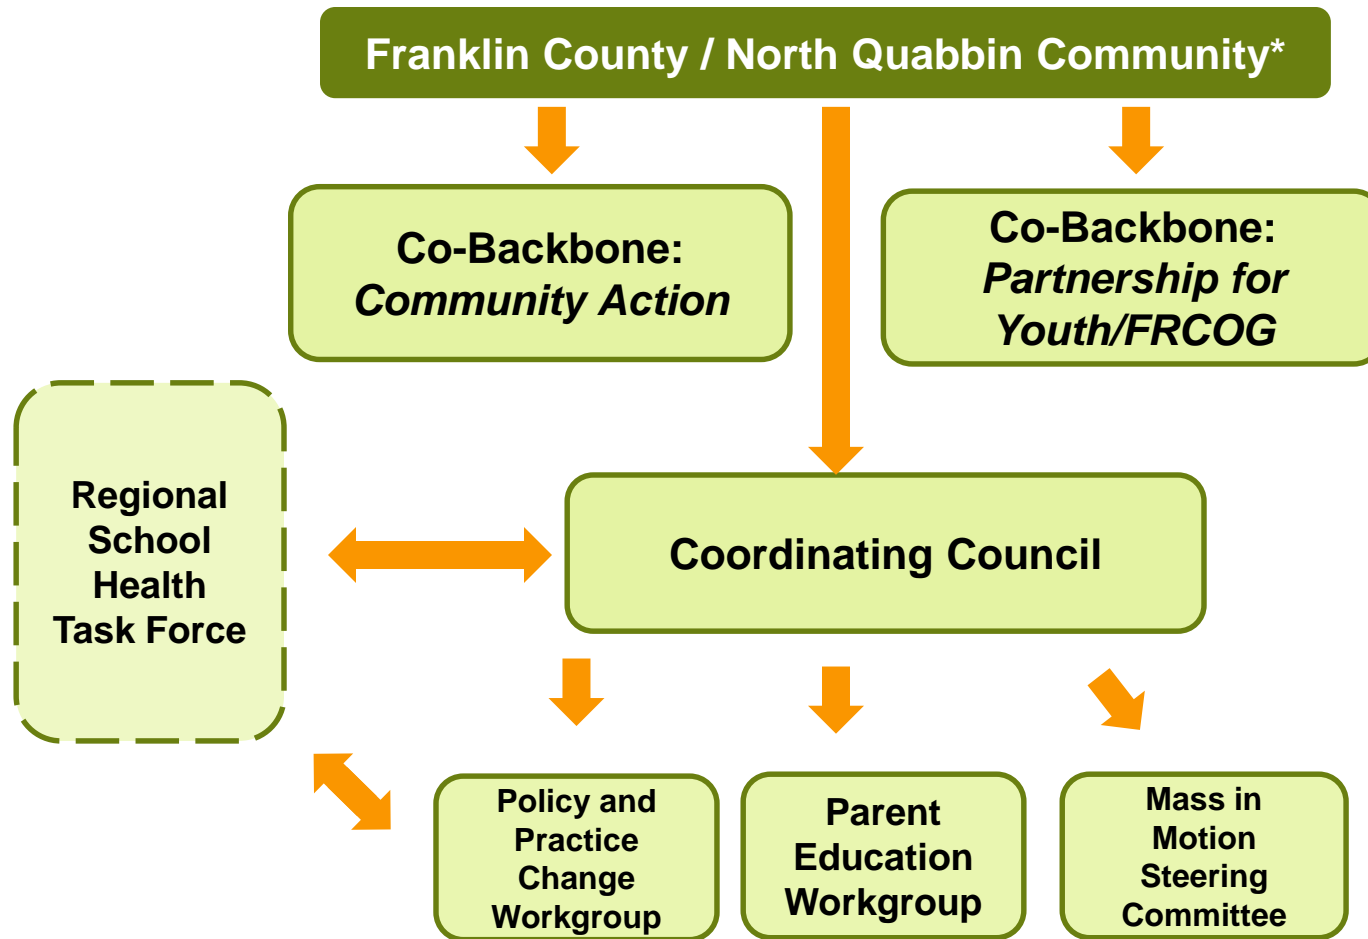 Franklin County / North Quabbin Community*
Co-Backbone:
Community Action
Co-Backbone:
Partnership for
Youth/FRCOG
Regional
School
Health
Task Force
Coordinating Council
Policy and
Practice
Change
Workgroup
Parent
Education
Workgroup
Mass in
Motion
Steering
Committee